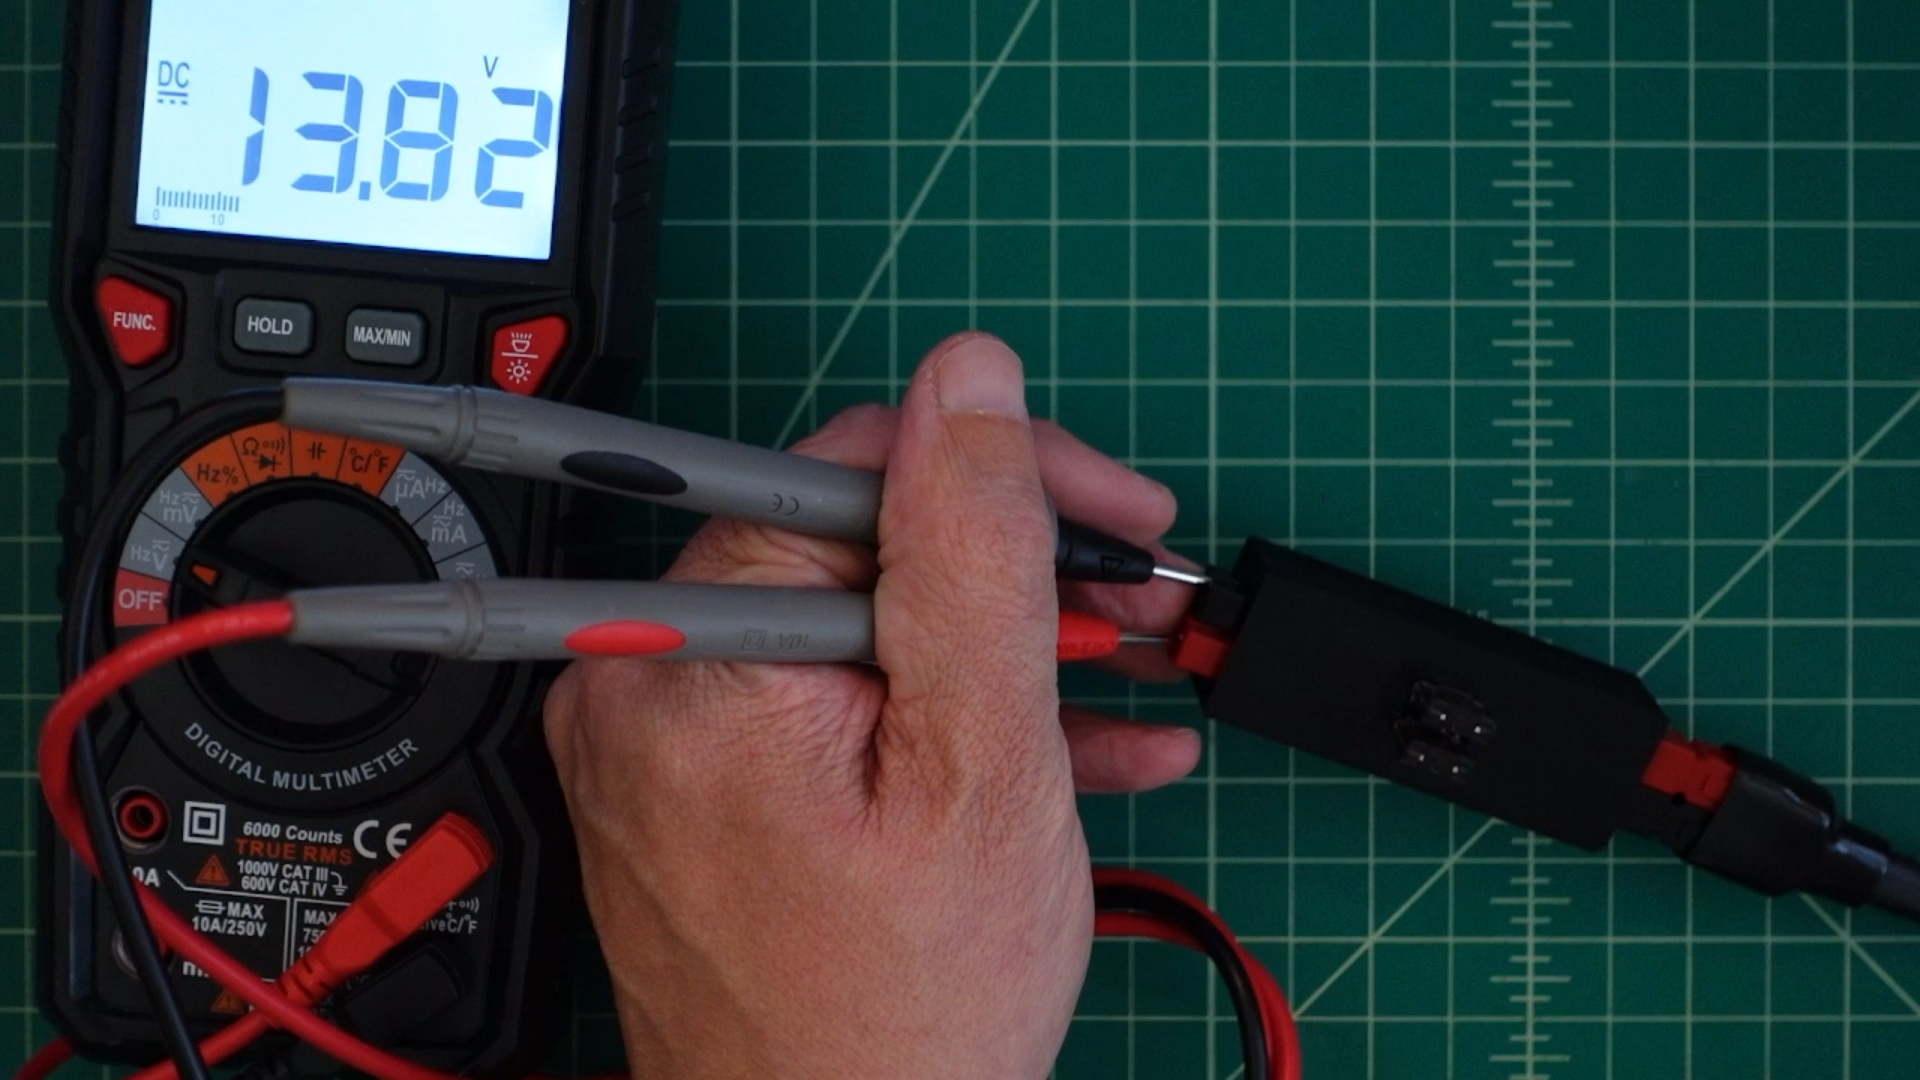 DC
V
13.82
0 10
FUNC.
HOLD
MAX/MIN
Hz%
Ω
°C/°F
Hz
mV
µA Hz
Hz
mA
Hz V
OFF
CE
10A
DIGITAL MULTIMETER
6000 Counts
CE
TRUE RMS
1000V CAT III
600V CAT IV
MAX
10A/250V
MAX